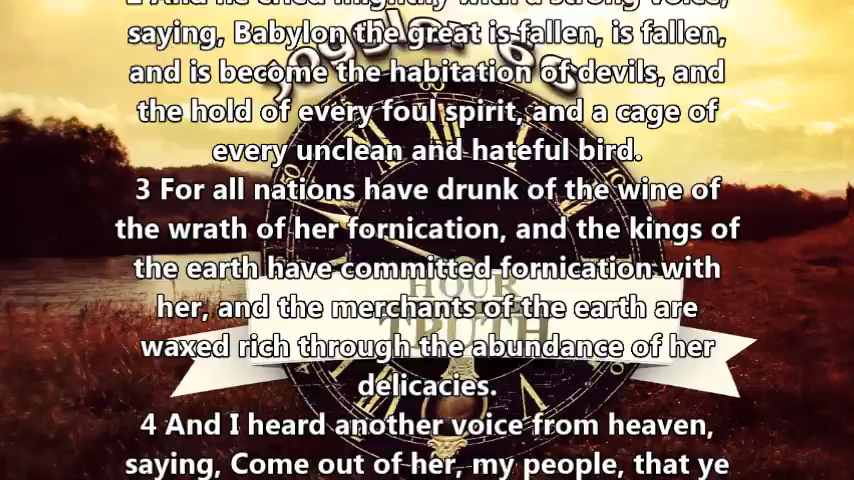 2 And he cried mightily with a strong voice,
saying, Babylon the great is fallen, is fallen,
and is become the habitation of devils, and
the hold of every foul spirit, and a cage of
every unclean and hateful bird.
3 For all nations have drunk of the wine of
the wrath of her fornication, and the kings of
the earth have committed fornication with
her, and the merchants of the earth are
waxed rich through the abundance of her
delicacies.
4 And I heard another voice from heaven,
saying, Come out of her, my people, that ye
joggler66
HOUR
TRUTH